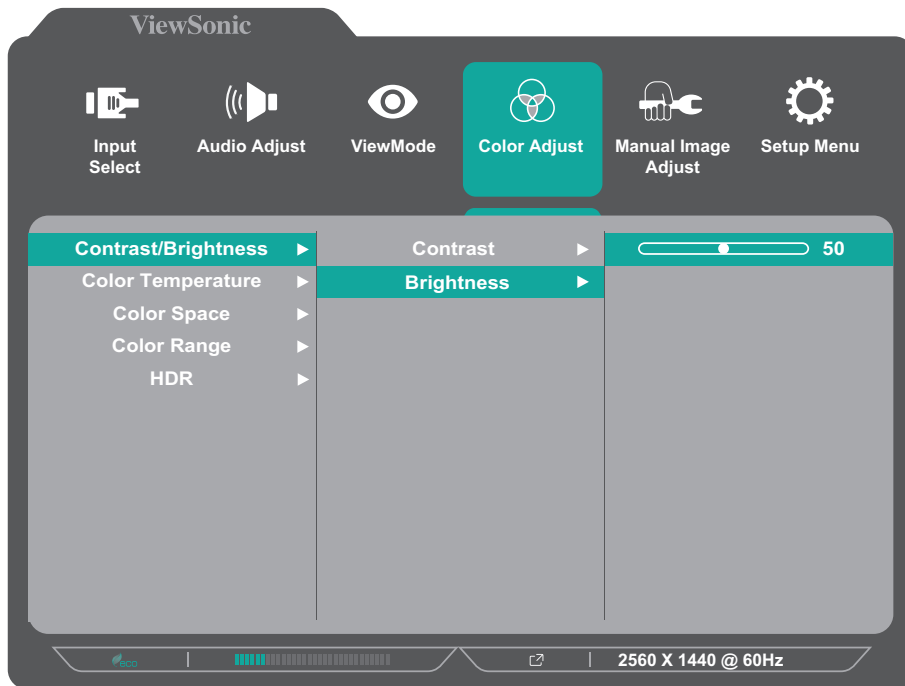 ViewSonic
Input Select
Audio Adjust
ViewMode
Color Adjust
Manual Image Adjust
Setup Menu
Contrast/Brightness
Contrast
50
Color Temperature
Brightness
Color Space
Color Range
HDR
eco
2560 X 1440 @ 60Hz